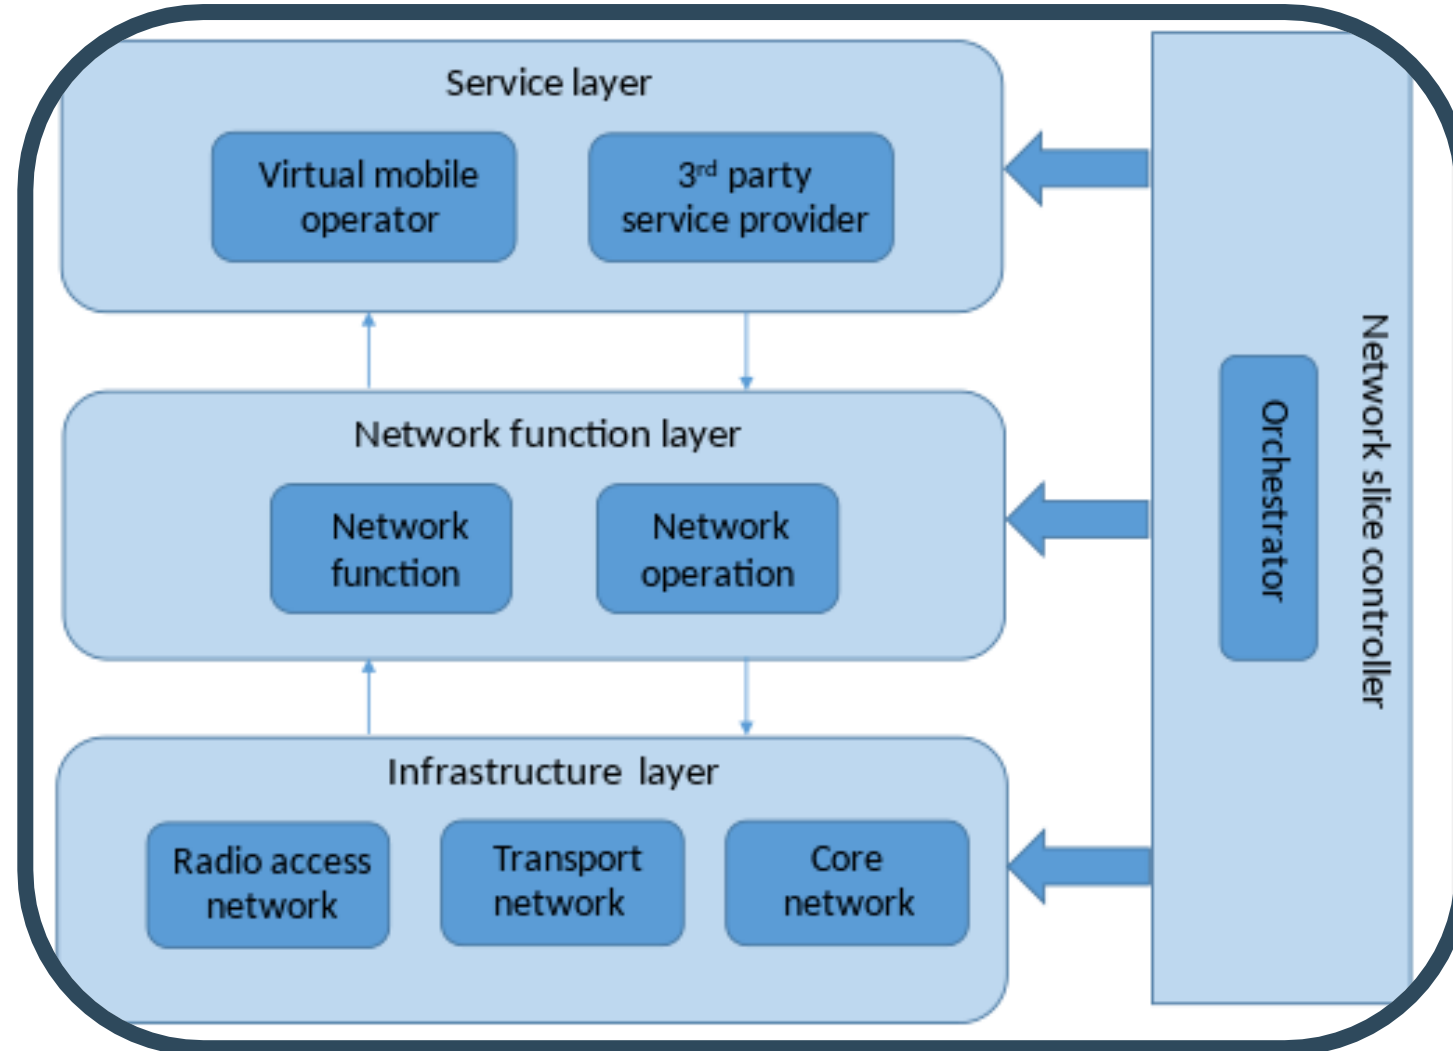 Service layer
Virtual mobile
operator
3rd party
service provider
Network function layer
Network
function
Network
operation
Infrastructure layer
Radio access
network
Transport
network
Core
network
Orchestrator
Network slice controller